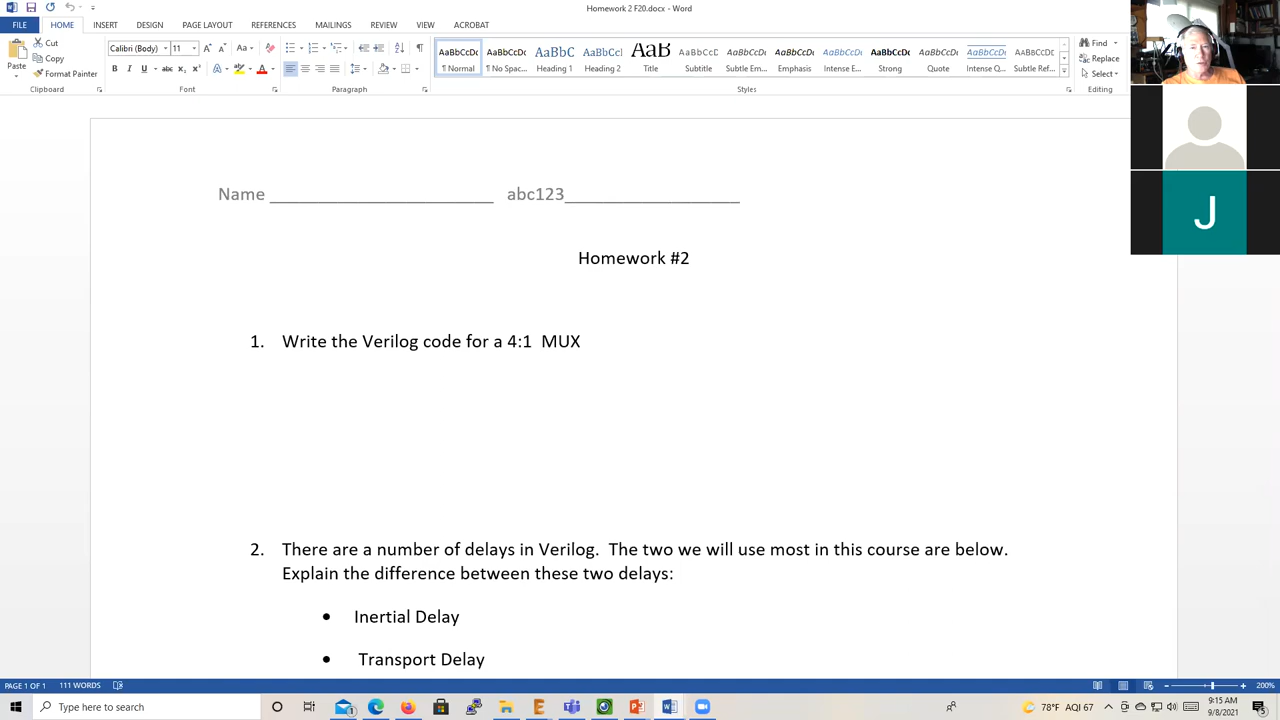 Homework 2 F20.docx - Word
FILE HOME INSERT DESIGN PAGE LAYOUT REFERENCES MAILINGS REVIEW VIEW ACROBAT
Paste Cut Copy Format Painter
Calibri (Body) 11
AaBbCcDc AaBbCcDc AaBbC AaBbCcC AaB AaBbCcD AaBbCcDc AaBbCcDc AaBbCcDc AaBbCcDc AaBbCcDc AaBbCcDc AaBbCcDc
¶ Normal ¶ No Spac... Heading 1 Heading 2 Title Subtitle Subtle Em... Emphasis Intense E... Strong Quote Intense Q... Subtle Ref...
Find
Replace
Select
Clipboard Font Paragraph Styles Editing
Name ________________________ abc123___________________
J
Homework #2
1. Write the Verilog code for a 4:1 MUX
2. There are a number of delays in Verilog. The two we will use most in this course are below.
Explain the difference between these two delays:
• Inertial Delay
• Transport Delay
PAGE 1 OF 1 111 WORDS 200%
Type here to search 78°F AQI 67 9:15 AM
9/8/2021